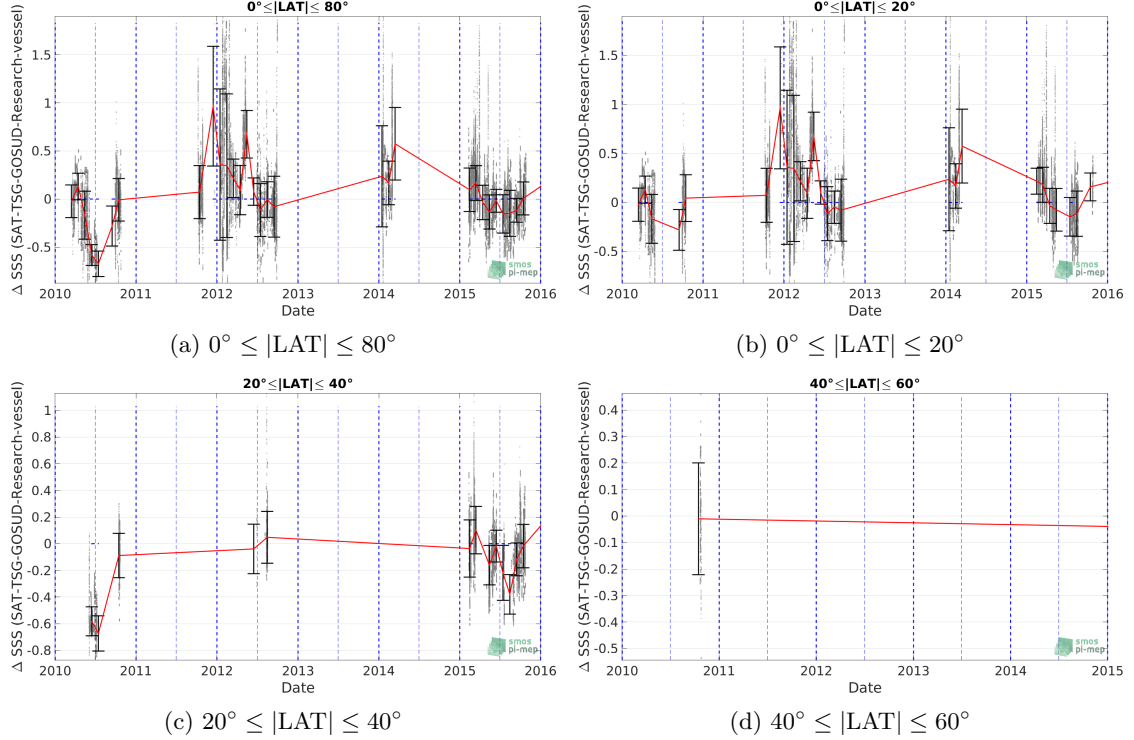 0°≤|LAT|≤ 80°
Δ SSS (SAT-TSG-GOSUD-Research-vessel)
1.5
1
0.5
0
-0.5
2010 2011 2012 2013 2014 2015 2016
Date
smos
pi-mep
(a) 0° ≤ |LAT| ≤ 80°
0°≤|LAT|≤ 20°
Δ SSS (SAT-TSG-GOSUD-Research-vessel)
1.5
1
0.5
0
-0.5
2010 2011 2012 2013 2014 2015 2016
Date
smos
pi-mep
(b) 0° ≤ |LAT| ≤ 20°
20°≤|LAT|≤ 40°
Δ SSS (SAT-TSG-GOSUD-Research-vessel)
1
0.8
0.6
0.4
0.2
0
-0.2
-0.4
-0.6
-0.8
2010 2011 2012 2013 2014 2015 2016
Date
smos
pi-mep
(c) 20° ≤ |LAT| ≤ 40°
40°≤|LAT|≤ 60°
Δ SSS (SAT-TSG-GOSUD-Research-vessel)
0.4
0.3
0.2
0.1
0
-0.1
-0.2
-0.3
-0.4
-0.5
2010 2011 2012 2013 2014 2015
Date
smos
pi-mep
(d) 40° ≤ |LAT| ≤ 60°